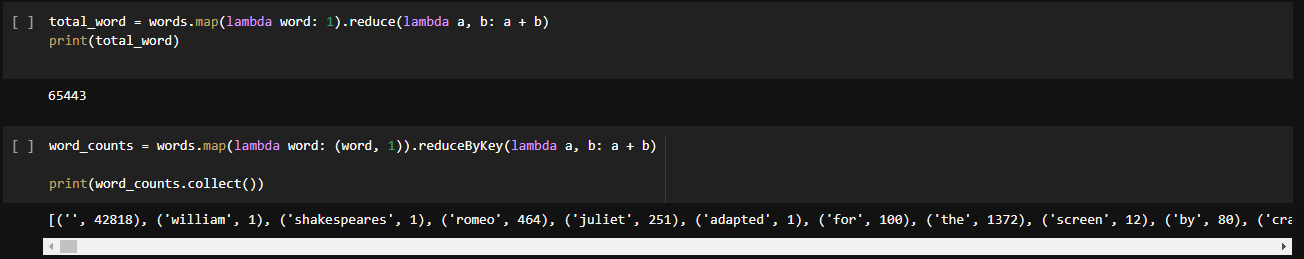 [ ] total_word = words.map(lambda word: 1).reduce(lambda a, b: a + b)
print(total_word)
65443
[ ] word_counts = words.map(lambda word: (word, 1)).reduceByKey(lambda a, b: a + b)
print(word_counts.collect())
[('', 42818), ('william', 1), ('shakespeares', 1), ('romeo', 464), ('juliet', 251), ('adapted', 1), ('for', 100), ('the', 1372), ('screen', 12), ('by', 80), ('cra